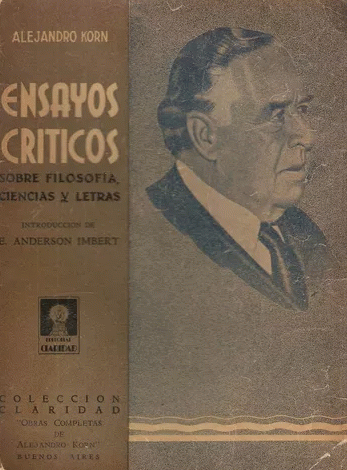 ALEJANDRO KORN
ENSAYOS
CRITICOS
SOBRE FILOSOFIA,
CIENCIAS Y LETRAS
INTRODUCCION DE
E. ANDERSON IMBERT
EDITORIAL
CLARIDAD
COLECCION
CLARIDAD
"OBRAS COMPLETAS
DE
ALEJANDRO KORN"
BUENOS AIRES